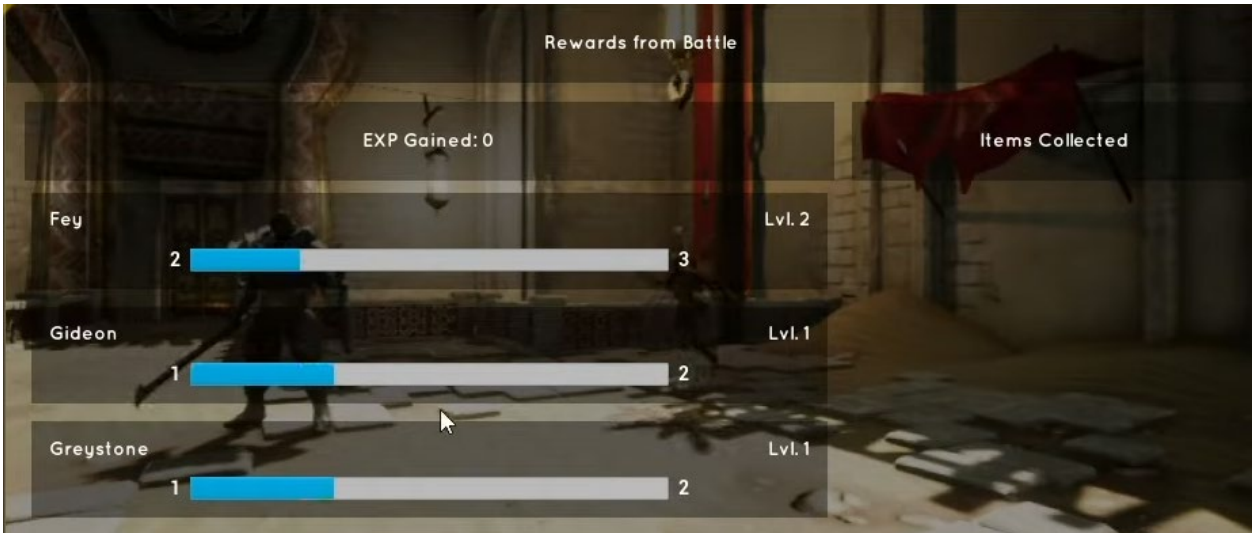 Rewards from Battle
EXP Gained: 0
Items Collected
Fey
Lvl. 2
2
3
Gideon
Lvl. 1
1
2
Greystone
Lvl. 1
1
2